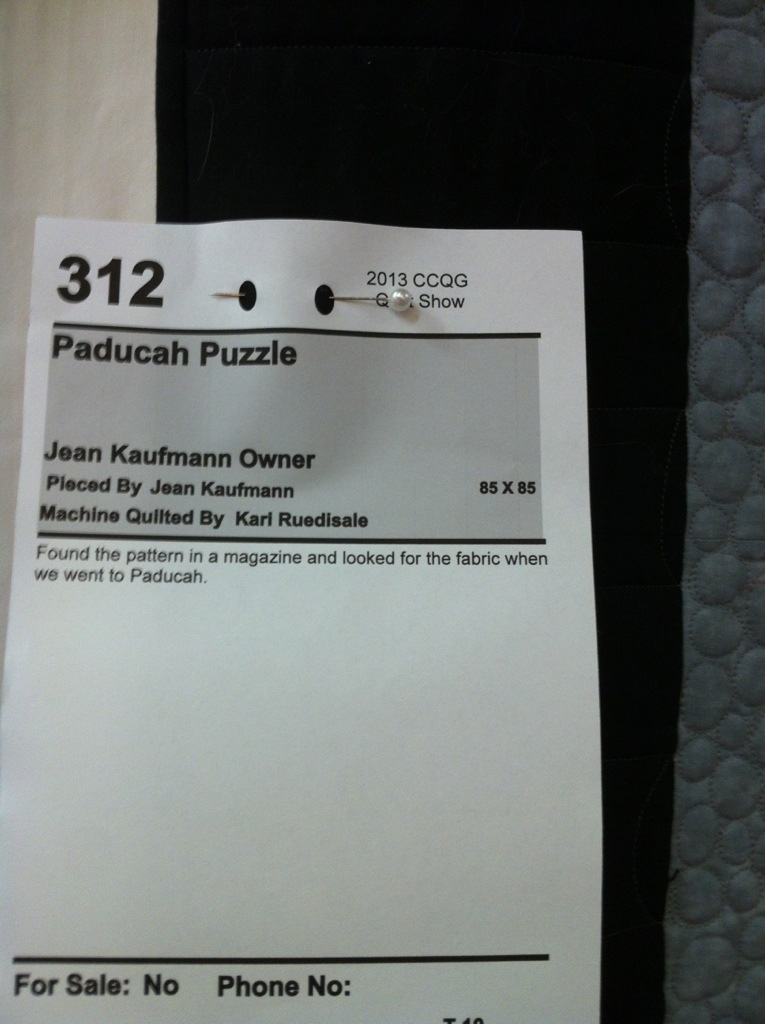 312
2013 CCQG
Show
Paducah Puzzle
Jean Kaufmann Owner
Pieced By Jean Kaufmann
85 X 85
Machine Quilted By Kari Ruedisale
Found the pattern in a magazine and looked for the fabric when
we went to Paducah.
For Sale: No Phone No: